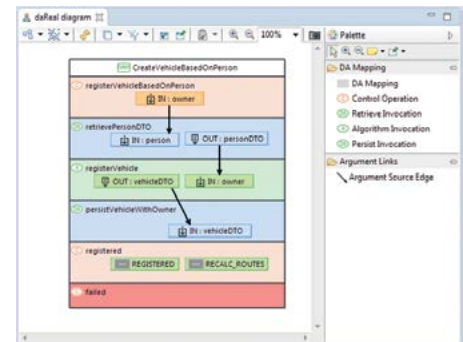 daReal diagram
100%
CreateVehicleBasedOnPerson
registerVehicleBasedOnPerson
IN : owner
retrievePersonDTO
IN : person
OUT : personDTO
registerVehicle
OUT : vehicleDTO
IN : owner
persistVehicleWithOwner
IN : vehicleDTO
registered
REGISTERED
RECALC_ROUTES
failed
Palette
DA Mapping
DA Mapping
Control Operation
Retrieve Invocation
Algorithm Invocation
Persist Invocation
Argument Links
Argument Source Edge